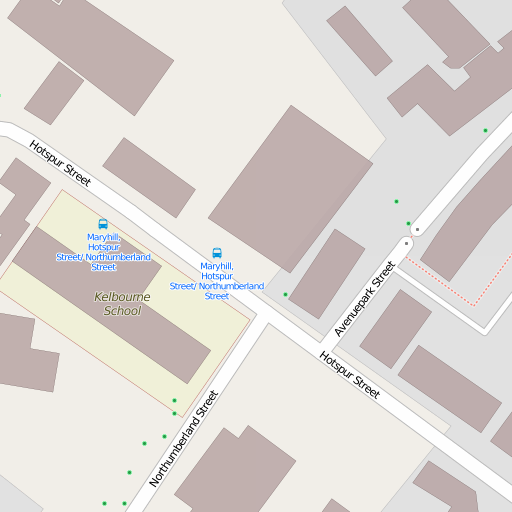 Hotspur Street
Maryhill,
Hotspur
Street/ Northumberland
Street
Maryhill,
Hotspur
Street/ Northumberland
Street
Kelbourne
School
Avenuepark Street
Hotspur Street
Northumberland Street